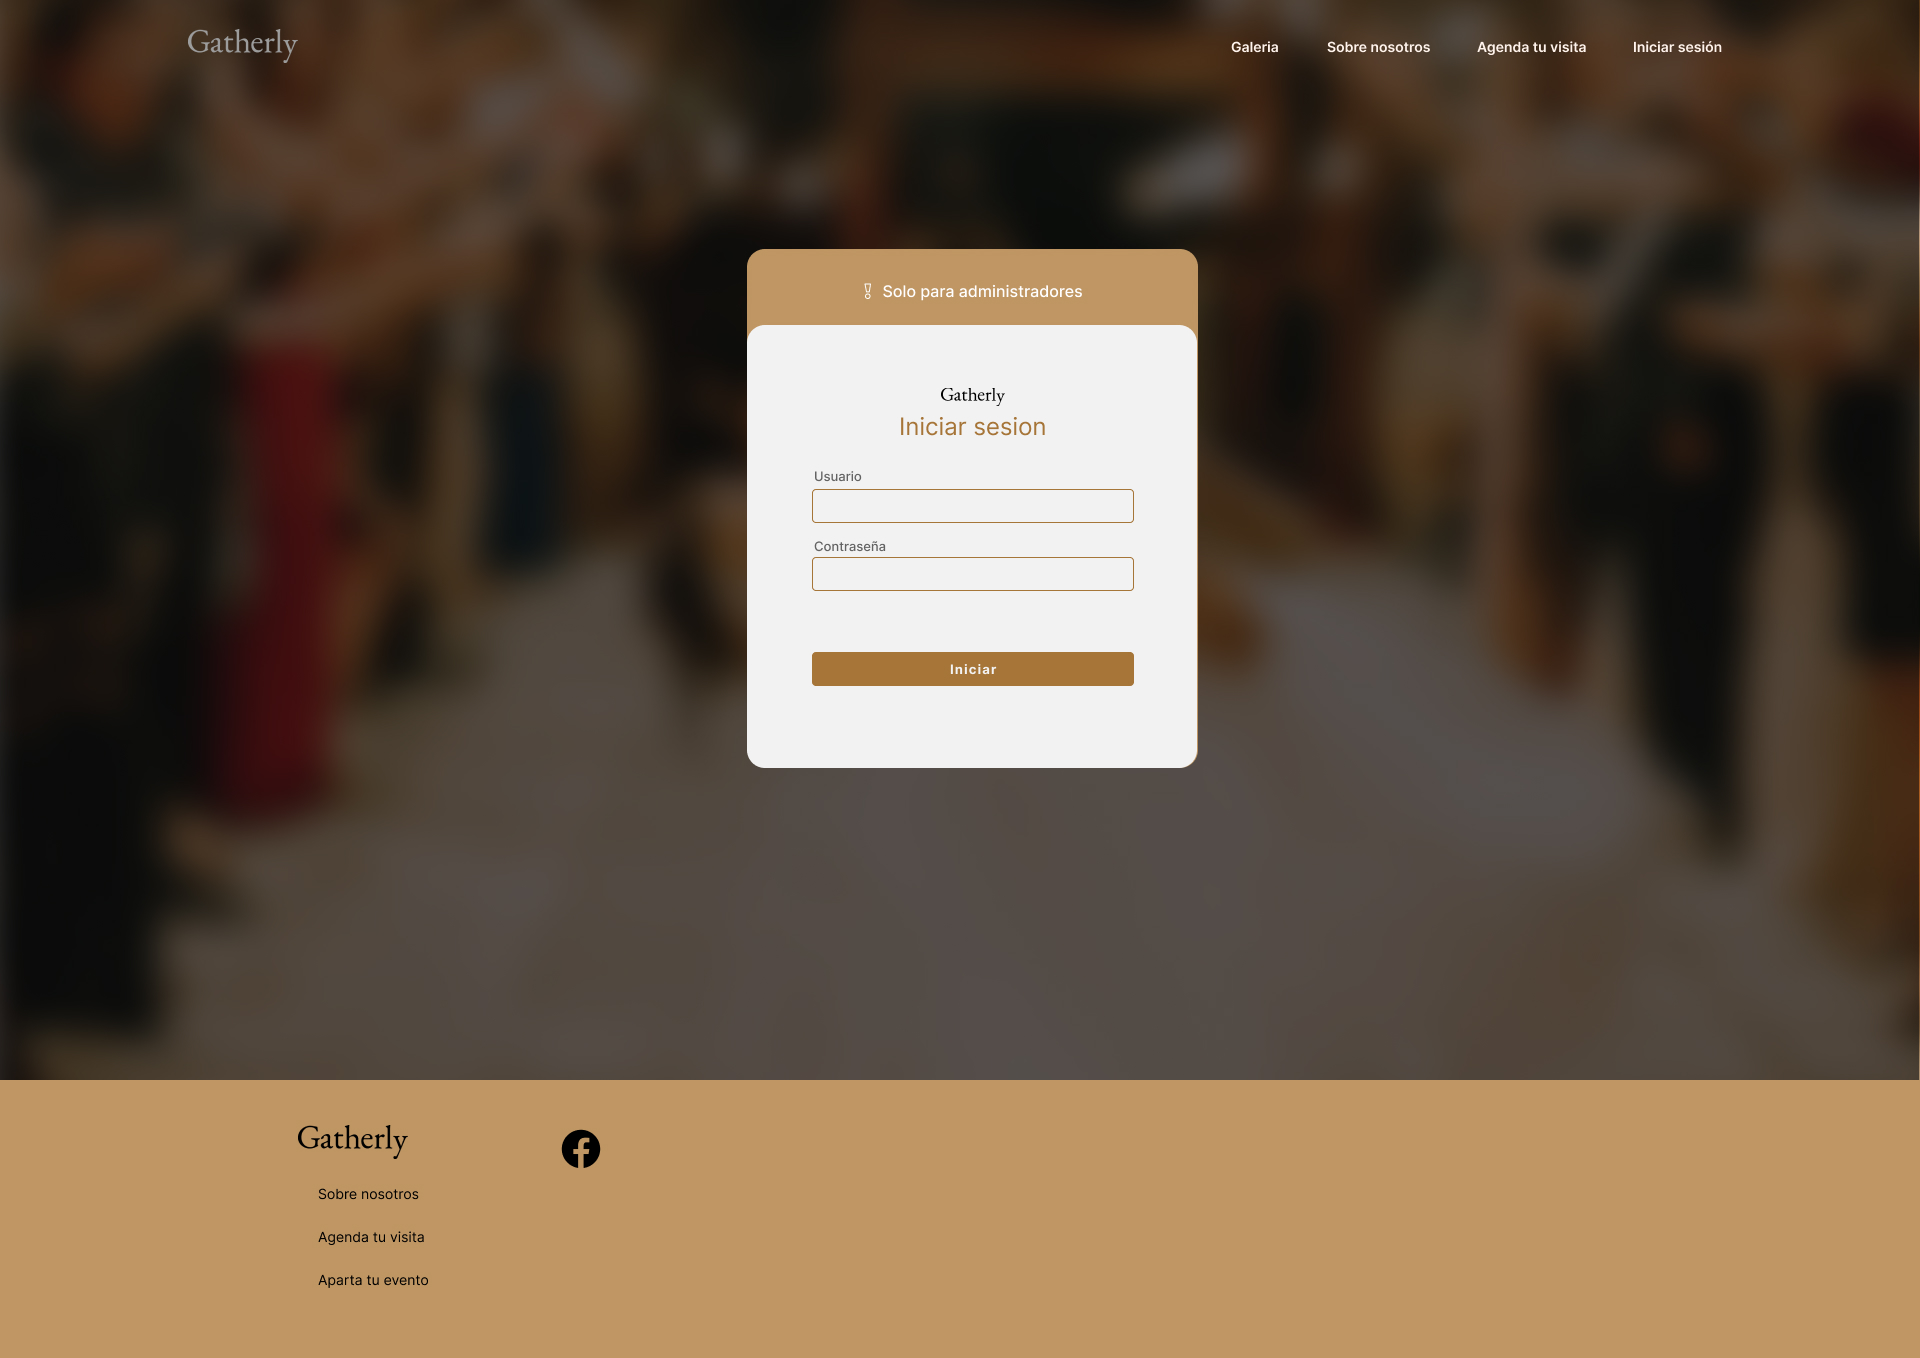 Gatherly
Galeria
Sobre nosotros
Agenda tu visita
Iniciar sesión
Solo para administradores
Gatherly
Iniciar sesion
Usuario
Contraseña
Iniciar
Gatherly
Sobre nosotros
Agenda tu visita
Aparta tu evento